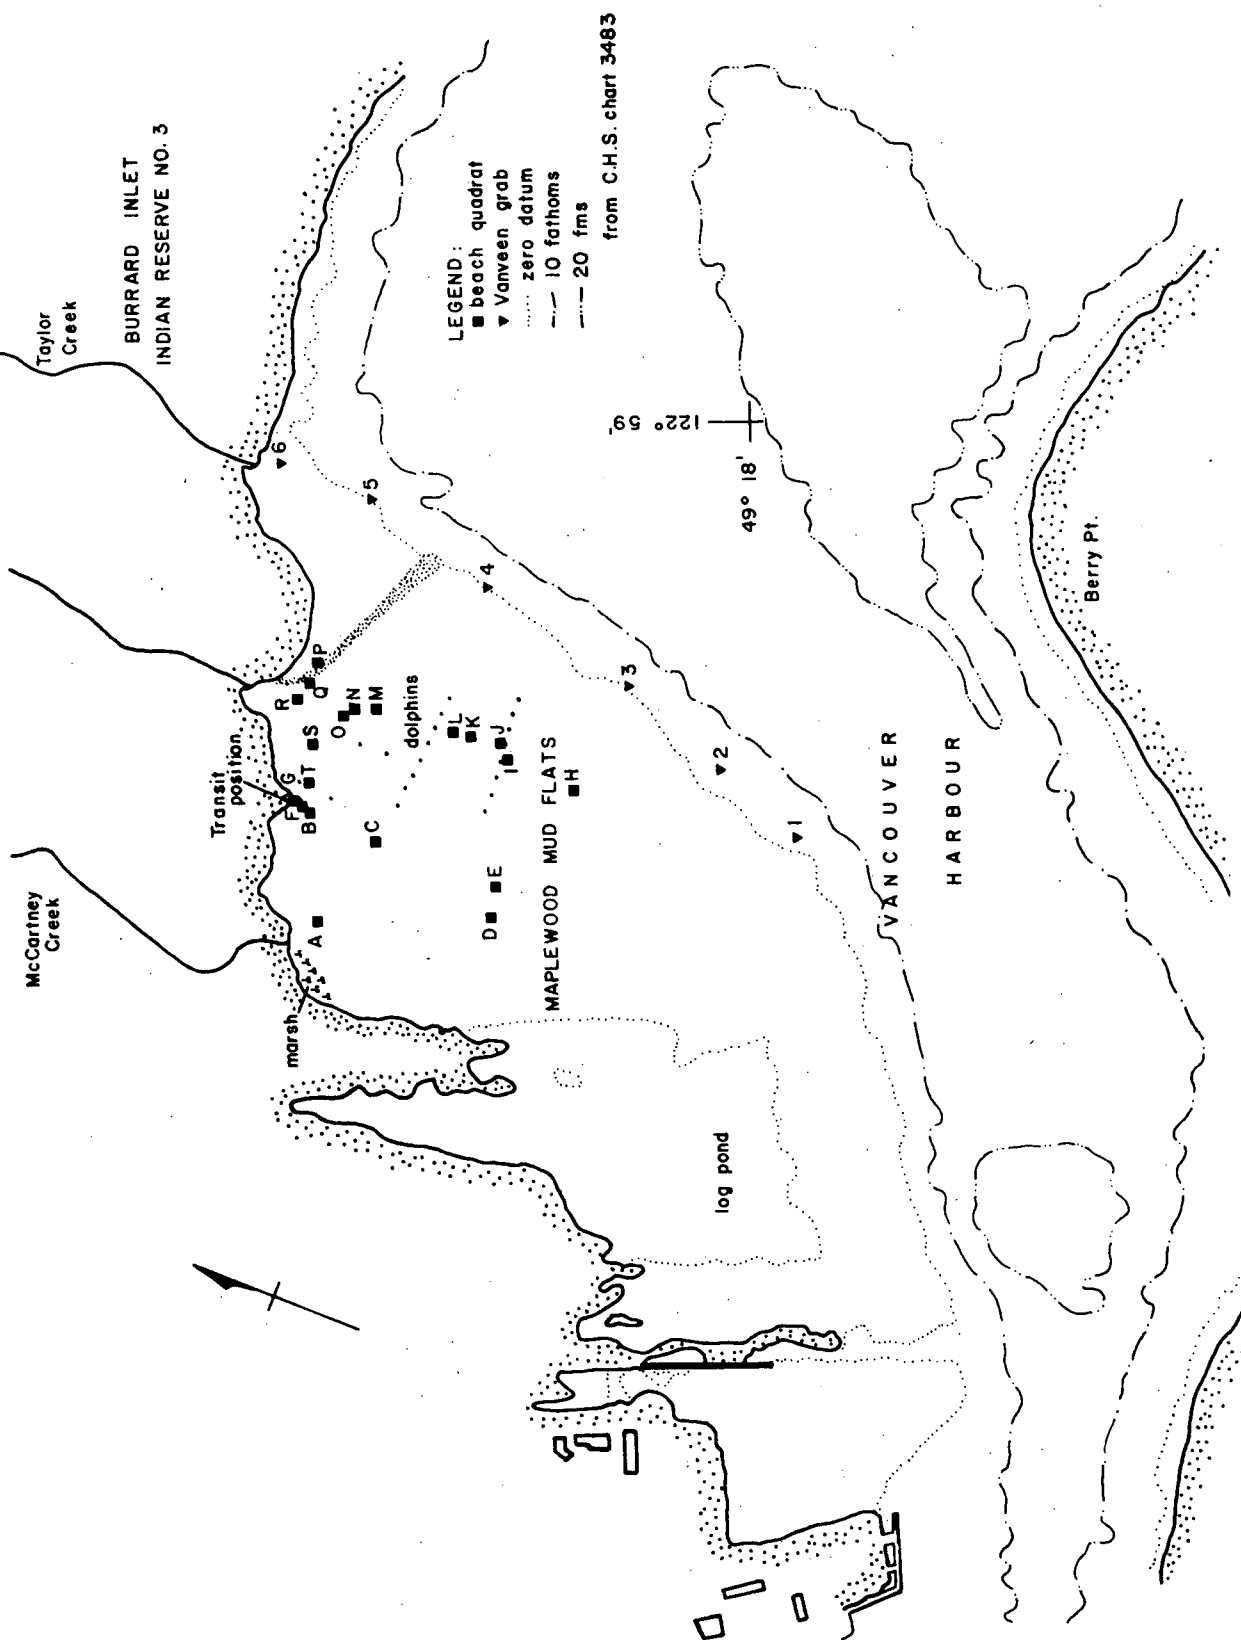 McCartney
Creek
Taylor
Creek
BURRARD INLET
INDIAN RESERVE NO. 3
Transit
position
marsh
A
B
F
G
T
S
R
Q
P
O
N
M
C
dolphins
L
K
J
I
D
E
H
MAPLEWOOD MUD FLATS
6
5
4
3
2
1
log pond
LEGEND:
beach quadrat
Vanveen grab
zero datum
10 fathoms
20 fms
from C.H.S. chart 3483
122° 59'
49° 18'
VANCOUVER
HARBOUR
Berry Pt.